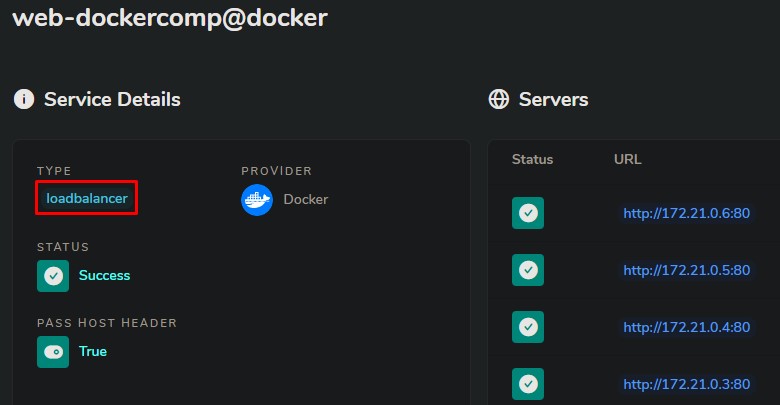 web-dockercomp@docker
Service Details
TYPE
PROVIDER
loadbalancer
Docker
STATUS
Success
PASS HOST HEADER
True
Servers
Status
URL
http://172.21.0.6:80
http://172.21.0.5:80
http://172.21.0.4:80
http://172.21.0.3:80